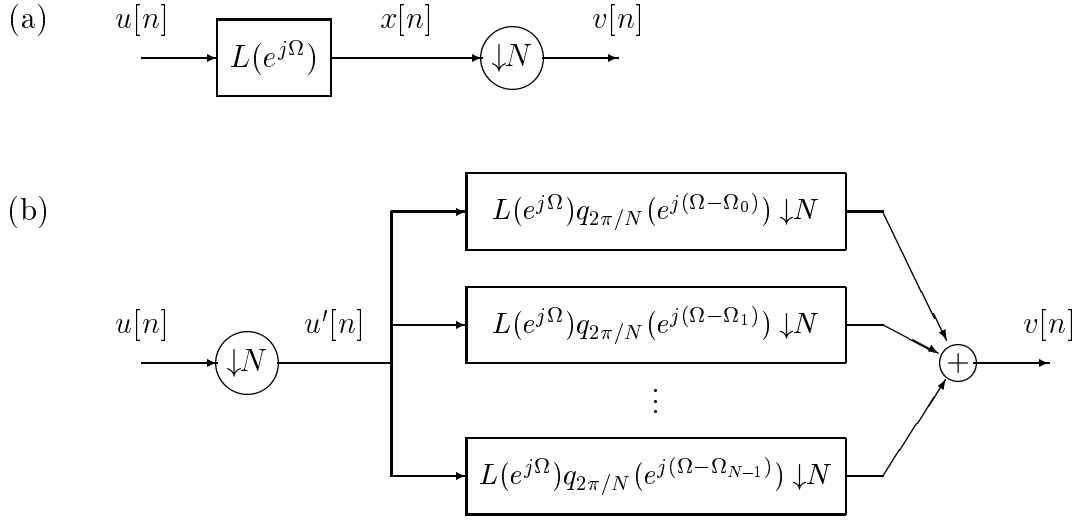 (a) u[n] x[n] v[n]
L(e^{jΩ}) ↓N
(b) L(e^{jΩ})q_{2π/N}(e^{j(Ω−Ω_0)}) ↓N
u[n] u′[n] L(e^{jΩ})q_{2π/N}(e^{j(Ω−Ω_1)}) ↓N v[n]
↓N +
⋮
L(e^{jΩ})q_{2π/N}(e^{j(Ω−Ω_{N−1})}) ↓N